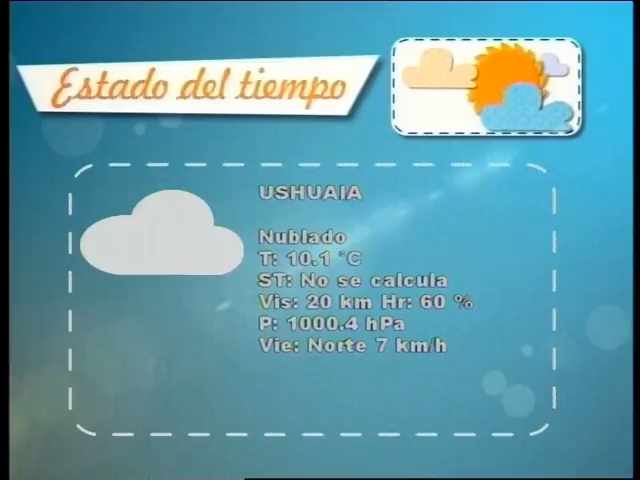 Estado del tiempo
USHUAIA
Nublado
T: 10.1 °C
ST: No se calcula
Vis: 20 km Hr: 60 %
P: 1000.4 hPa
Vie: Norte 7 km/h